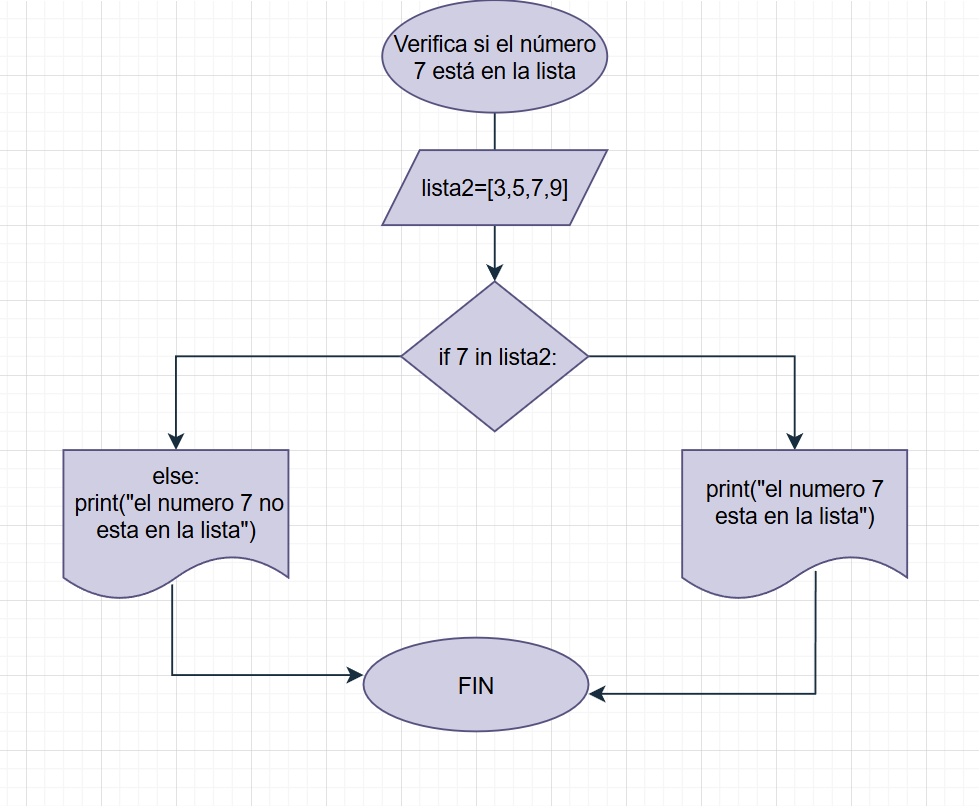 Verifica si el número
7 está en la lista
lista2=[3,5,7,9]
if 7 in lista2:
else:
print("el numero 7 no
esta en la lista")
print("el numero 7
esta en la lista")
FIN